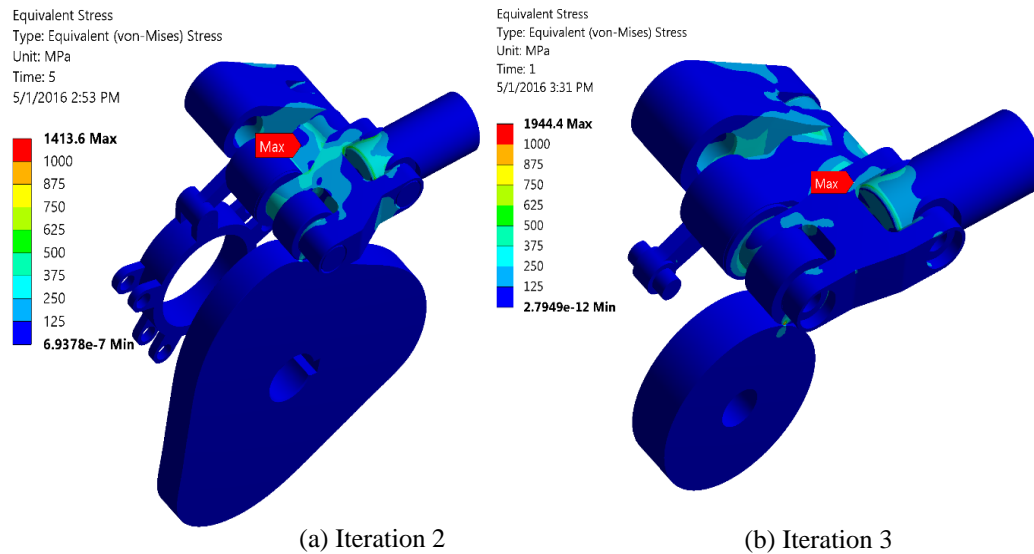 Equivalent Stress
Type: Equivalent (von-Mises) Stress
Unit: MPa
Time: 5
5/1/2016 2:53 PM
1413.6 Max
1000
875
750
625
500
375
250
125
6.9378e-7 Min
Max
(a) Iteration 2
Equivalent Stress
Type: Equivalent (von-Mises) Stress
Unit: MPa
Time: 1
5/1/2016 3:31 PM
1944.4 Max
1000
875
750
625
500
375
250
125
2.7949e-12 Min
Max
(b) Iteration 3